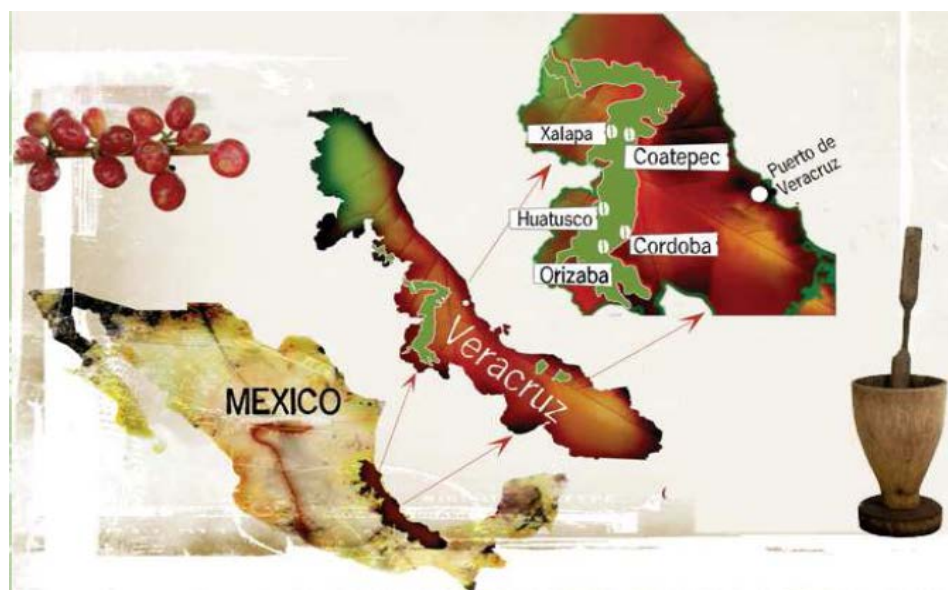 Xalapa
Coatepec
Puerto de
Veracruz
Huatusco
Cordoba
Orizaba
Veracruz
MEXICO